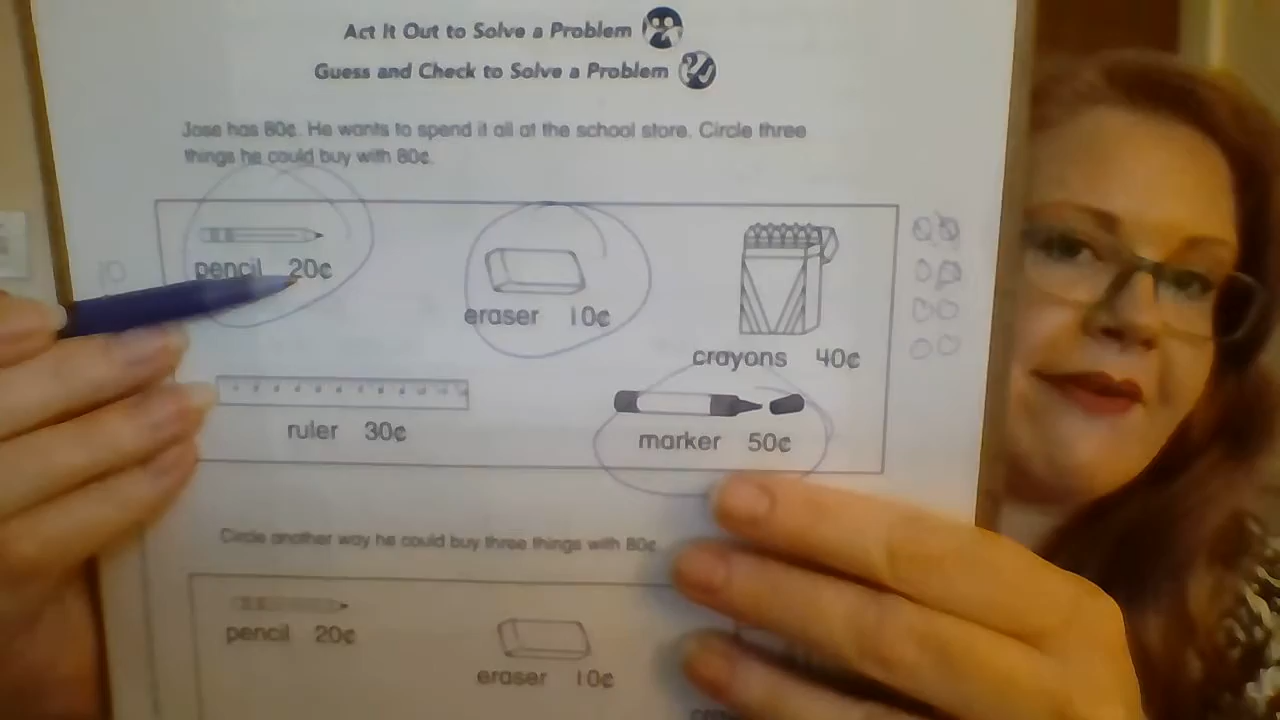 Act It Out to Solve a Problem
Guess and Check to Solve a Problem
Jose has 80¢. He wants to spend it all at the school store. Circle three
things he could buy with 80¢.
pencil 20¢
eraser 10¢
crayons 40¢
ruler 30¢
marker 50¢
Circle another way he could buy three things with 80¢.
pencil 20¢
eraser 10¢